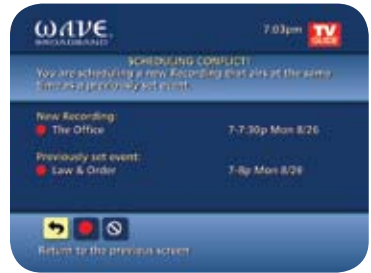 WAVE
BROADBAND
7:03pm TV
GUIDE
SCHEDULING CONFLICT!
You are scheduling a new Recording that airs at the same
time as a previously set event.
New Recording:
The Office 7-7:30p Mon 8/26
Previously set event:
Law & Order 7-8p Mon 8/26
Return to the previous screen